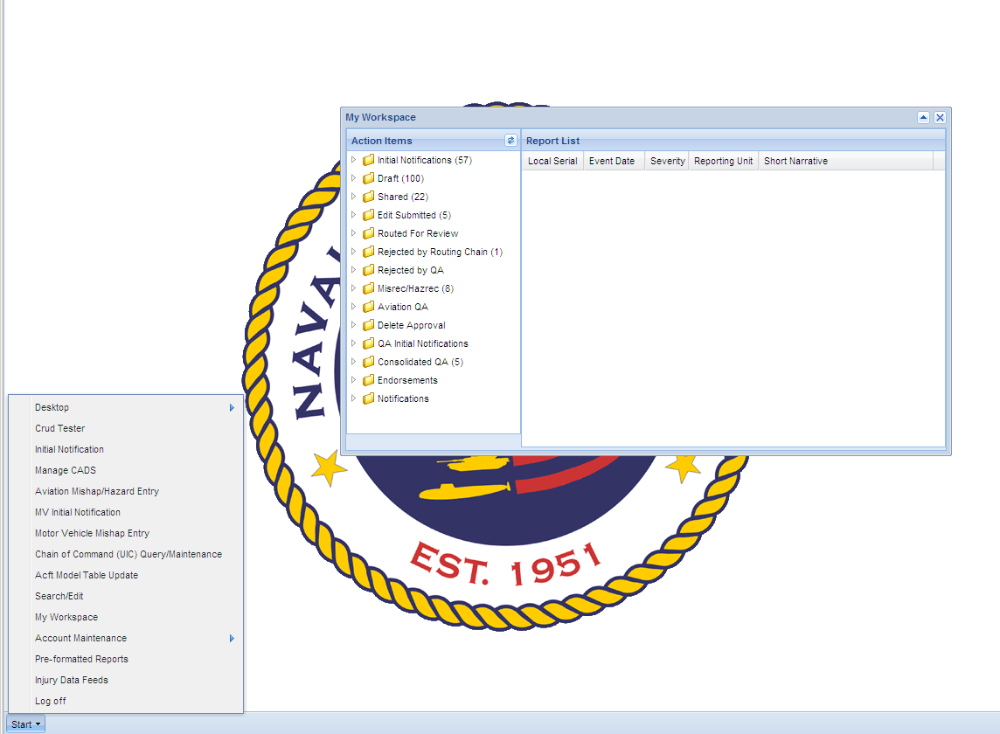 My Workspace
Action Items
Report List
Initial Notifications (57)
Draft (100)
Shared (22)
Edit Submitted (5)
Routed For Review
Rejected by Routing Chain (1)
Rejected by QA
Misrec/Hazrec (8)
Aviation QA
Delete Approval
QA Initial Notifications
Consolidated QA (5)
Endorsements
Notifications
Local Serial Event Date Severity Reporting Unit Short Narrative
NAVAL
EST. 1951
Desktop
Crud Tester
Initial Notification
Manage CADS
Aviation Mishap/Hazard Entry
MV Initial Notification
Motor Vehicle Mishap Entry
Chain of Command (UIC) Query/Maintenance
Acft Model Table Update
Search/Edit
My Workspace
Account Maintenance
Pre-formatted Reports
Injury Data Feeds
Log off
Start